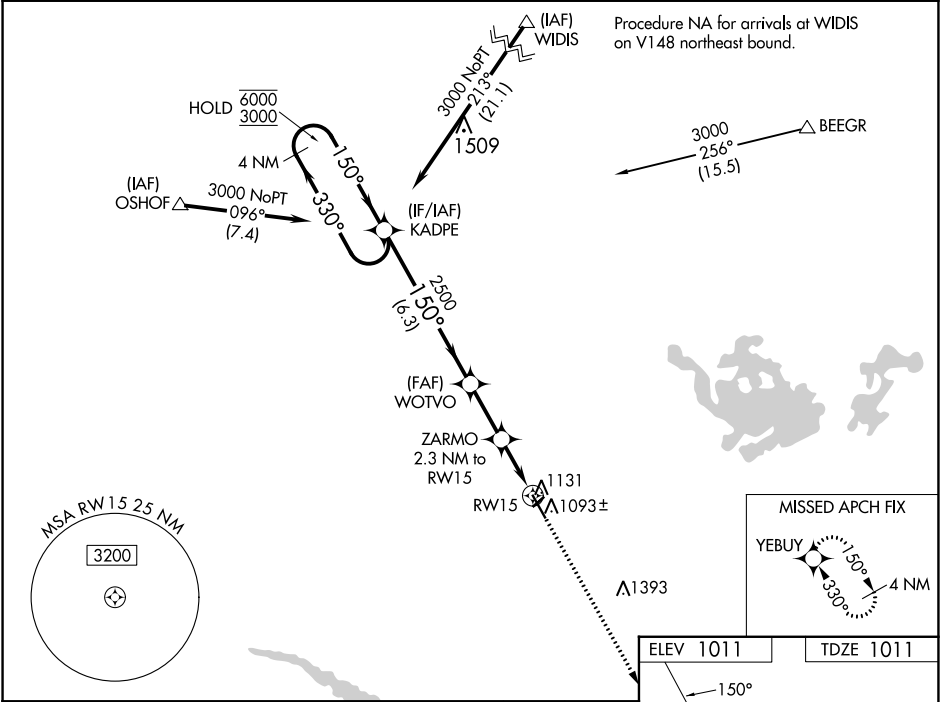 (IAF)
WIDIS
Procedure NA for arrivals at WIDIS
on V148 northeast bound.
3000 NoPT
213°
(21.1)
HOLD 6000
3000
1509
3000
256°
(15.5)
BEEGR
4 NM
150°
330°
(IAF)
OSHOF
3000 NoPT
096°
(7.4)
(IF/IAF)
KADPE
2500
150°
(6.3)
(FAF)
WOTVO
ZARMO
2.3 NM to
RW15
RW15
1131
1093±
MSA RW15 25 NM
3200
1393
MISSED APCH FIX
YEBUY
150°
330°
4 NM
ELEV 1011
TDZE 1011
150°